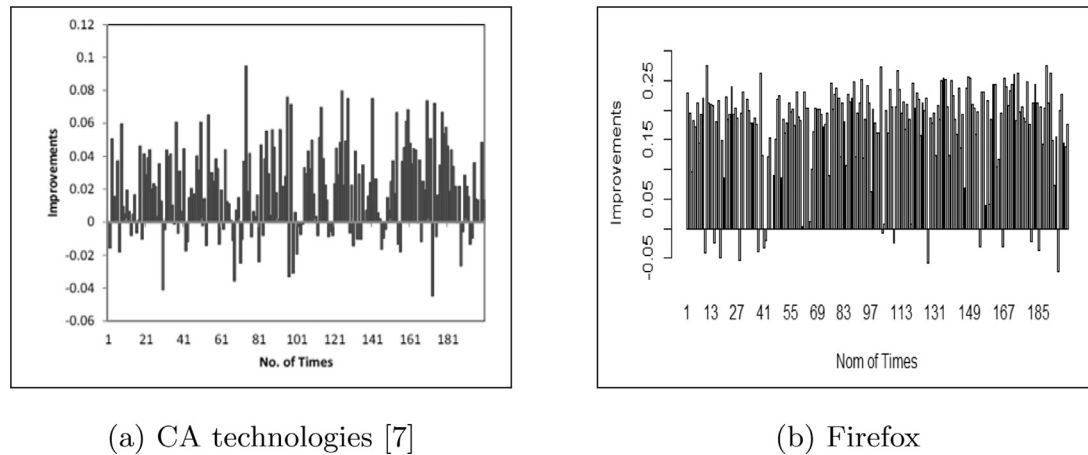 0.12
0.1
0.08
0.06
0.04
0.02
0
-0.02
-0.04
-0.06
Improvements
1 21 41 61 81 101 121 141 161 181
No. of Times
0.25
0.15
0.05
-0.05
Improvements
1 13 27 41 55 69 83 97 113 131 149 167 185
Nom of Times
(a) CA technologies [7]
(b) Firefox